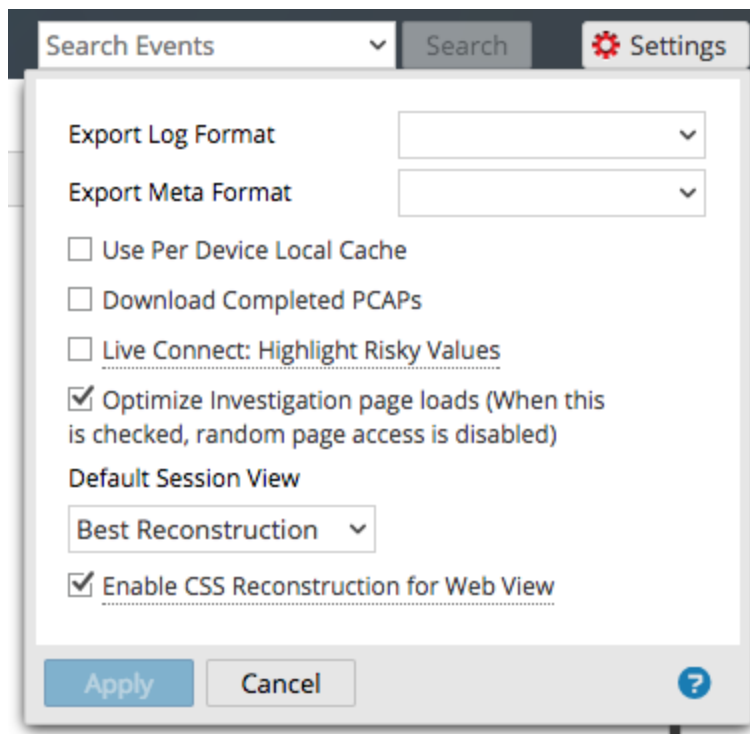 Search Events
Search
Settings
Export Log Format
Export Meta Format
Use Per Device Local Cache
Download Completed PCAPs
Live Connect: Highlight Risky Values
Optimize Investigation page loads (When this
is checked, random page access is disabled)
Default Session View
Best Reconstruction
Enable CSS Reconstruction for Web View
Apply
Cancel
?